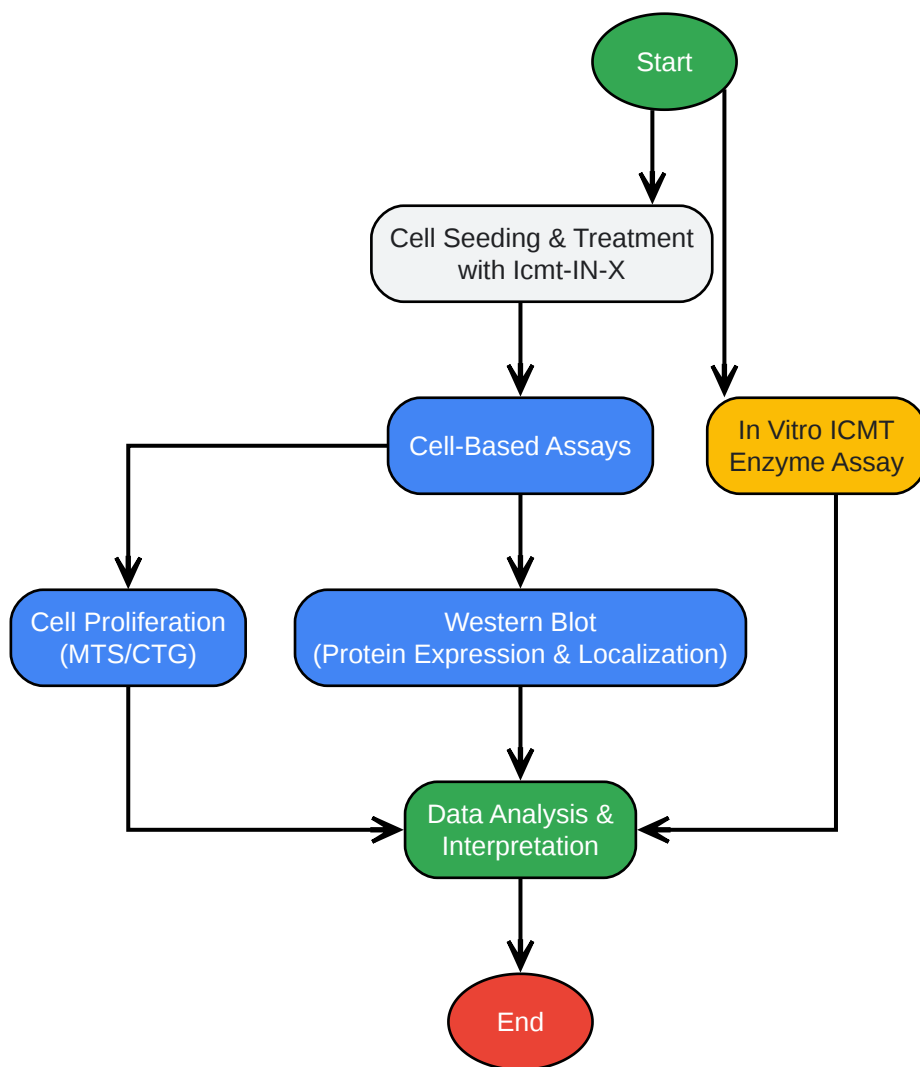 Start
Cell Seeding & Treatment
with Icmt-IN-X
Cell-Based Assays
In Vitro ICMT
Enzyme Assay
Cell Proliferation
(MTS/CTG)
Western Blot
(Protein Expression & Localization)
Data Analysis &
Interpretation
End